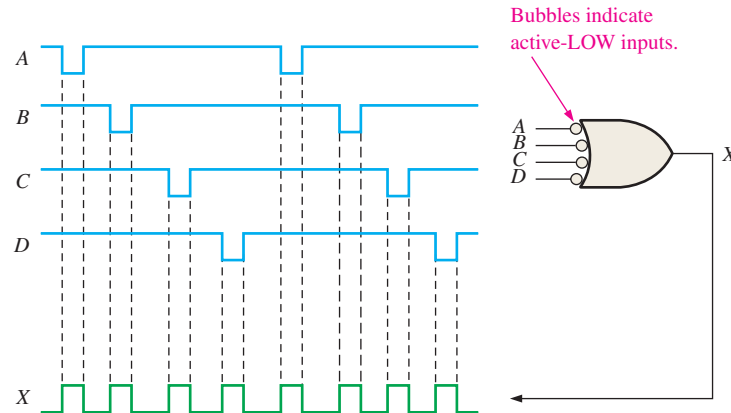 Bubbles indicate
active-LOW inputs.
A
B
C
D
X
A
B
C
D
X